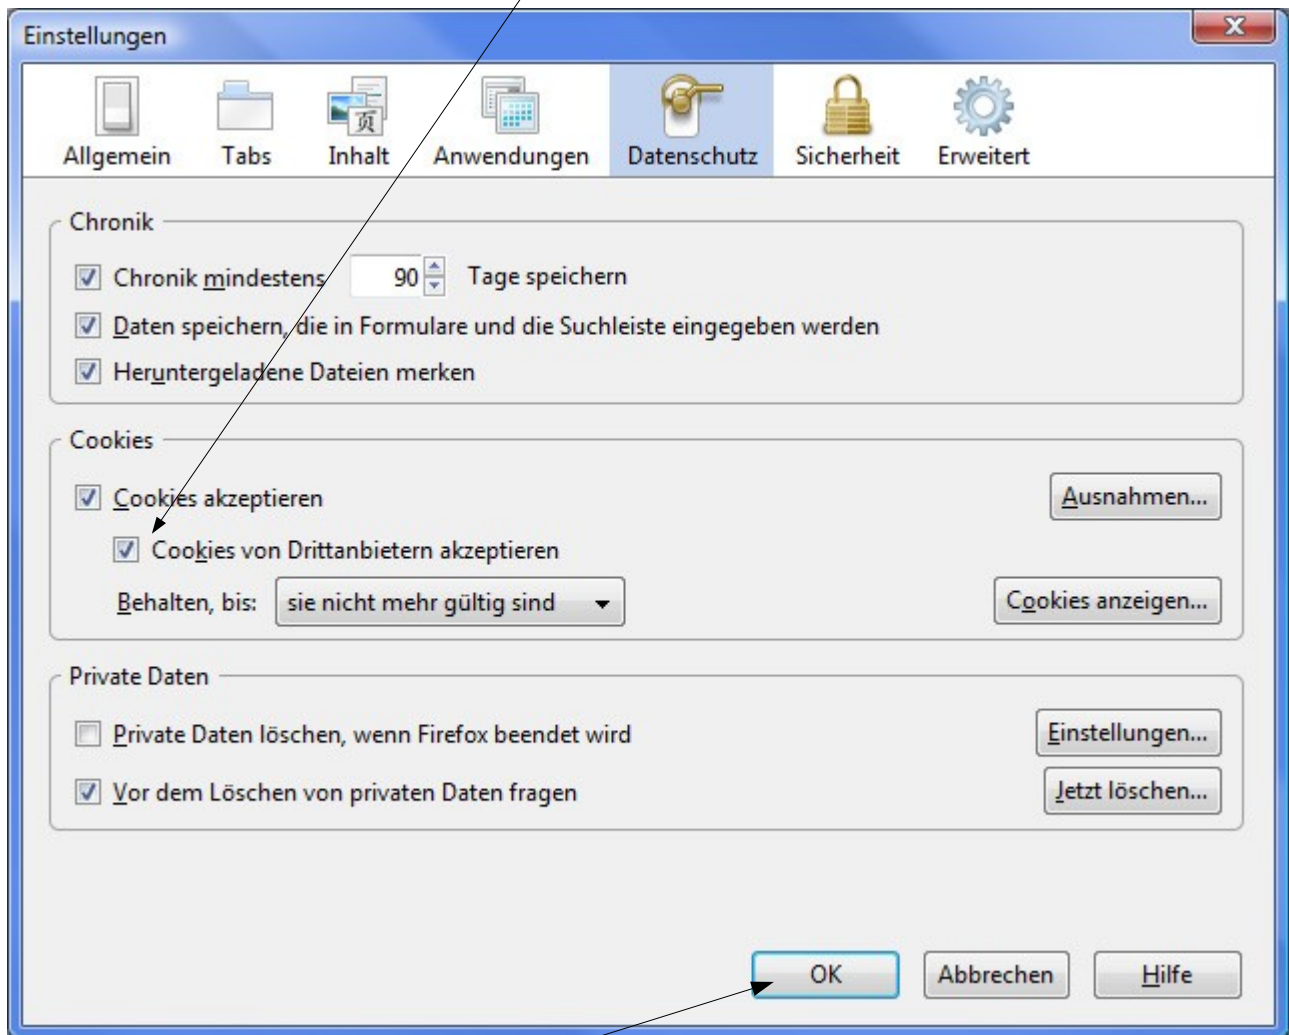 Einstellungen
X
页
Allgemein Tabs Inhalt Anwendungen Datenschutz Sicherheit Erweitert
Chronik
Chronik mindestens 90 Tage speichern
Daten speichern, die in Formulare und die Suchleiste eingegeben werden
Heruntergeladene Dateien merken
Cookies
Cookies akzeptieren Ausnahmen...
Cookies von Drittanbietern akzeptieren
Behalten, bis: sie nicht mehr gültig sind Cookies anzeigen...
Private Daten
Private Daten löschen, wenn Firefox beendet wird Einstellungen...
Vor dem Löschen von privaten Daten fragen Jetzt löschen...
OK Abbrechen Hilfe